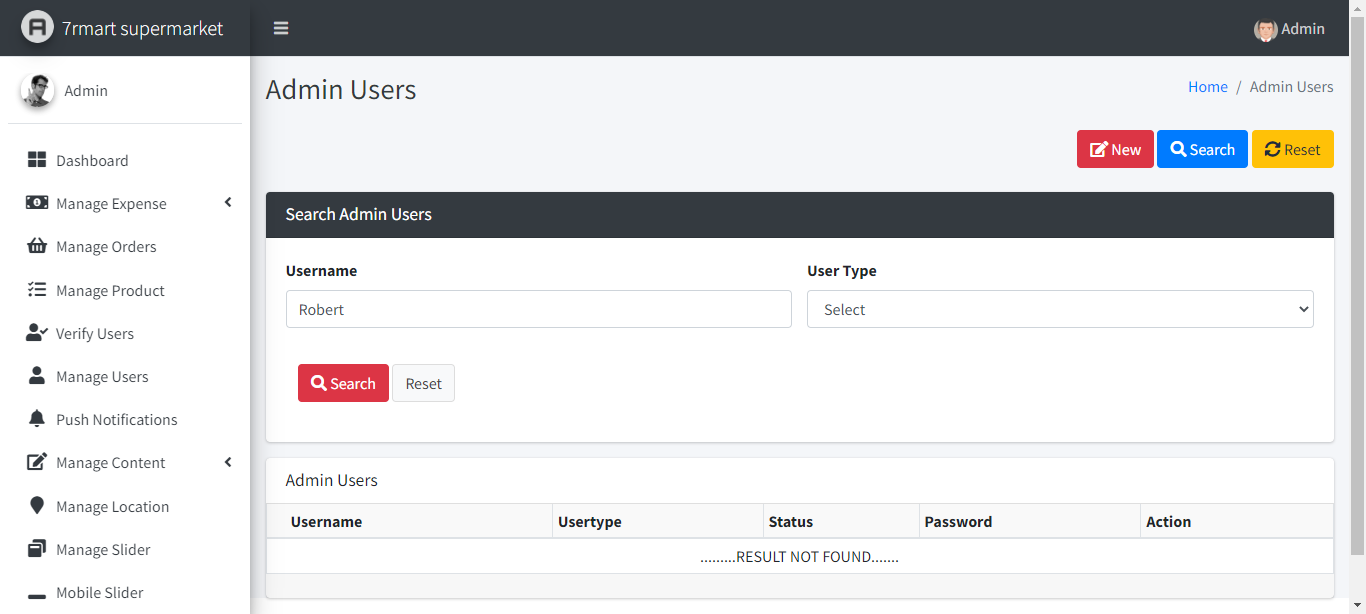 7rmart supermarket
Admin
Admin
Dashboard
Manage Expense
Manage Orders
Manage Product
Verify Users
Manage Users
Push Notifications
Manage Content
Manage Location
Manage Slider
Mobile Slider
Admin Users
Home / Admin Users
New Search Reset
Search Admin Users
Username User Type
Robert Select
Search Reset
Admin Users
Username Usertype Status Password Action
.........RESULT NOT FOUND.......